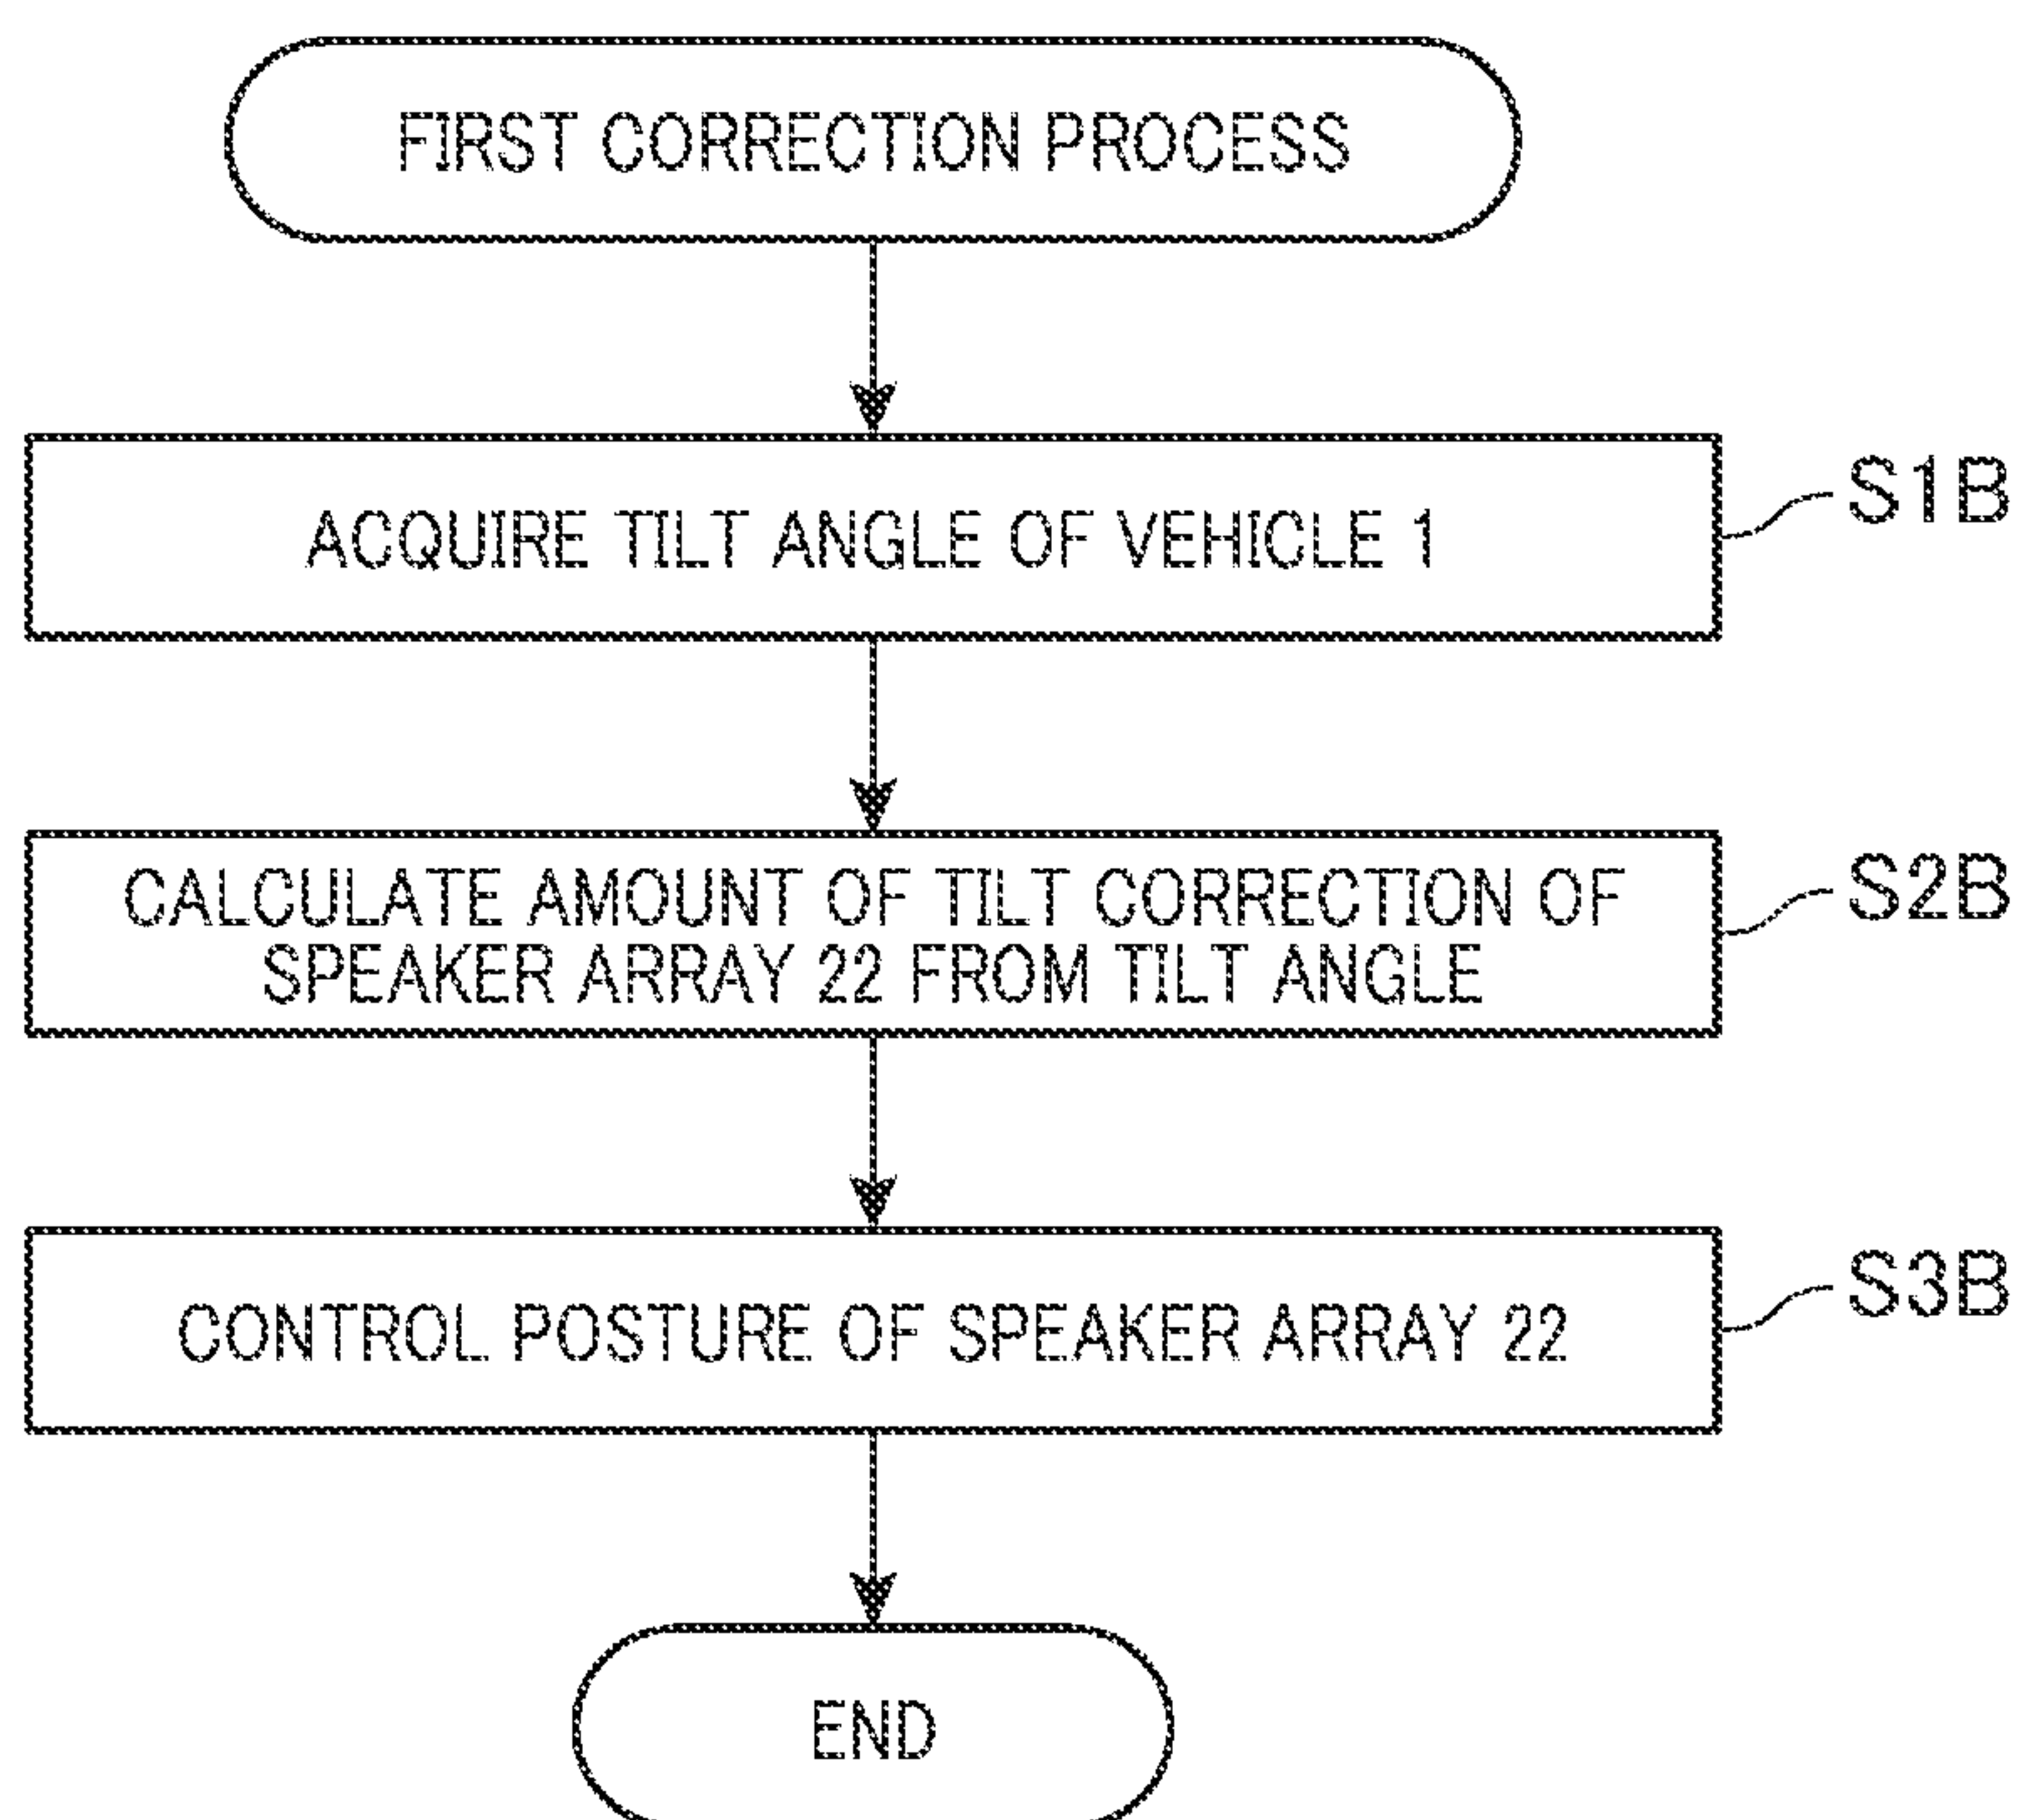 FIRST CORRECTION PROCESS
ACQUIRE TILT ANGLE OF VEHICLE 1
S1B
CALCULATE AMOUNT OF TILT CORRECTION OF
SPEAKER ARRAY 22 FROM TILT ANGLE
S2B
CONTROL POSTURE OF SPEAKER ARRAY 22
S3B
END